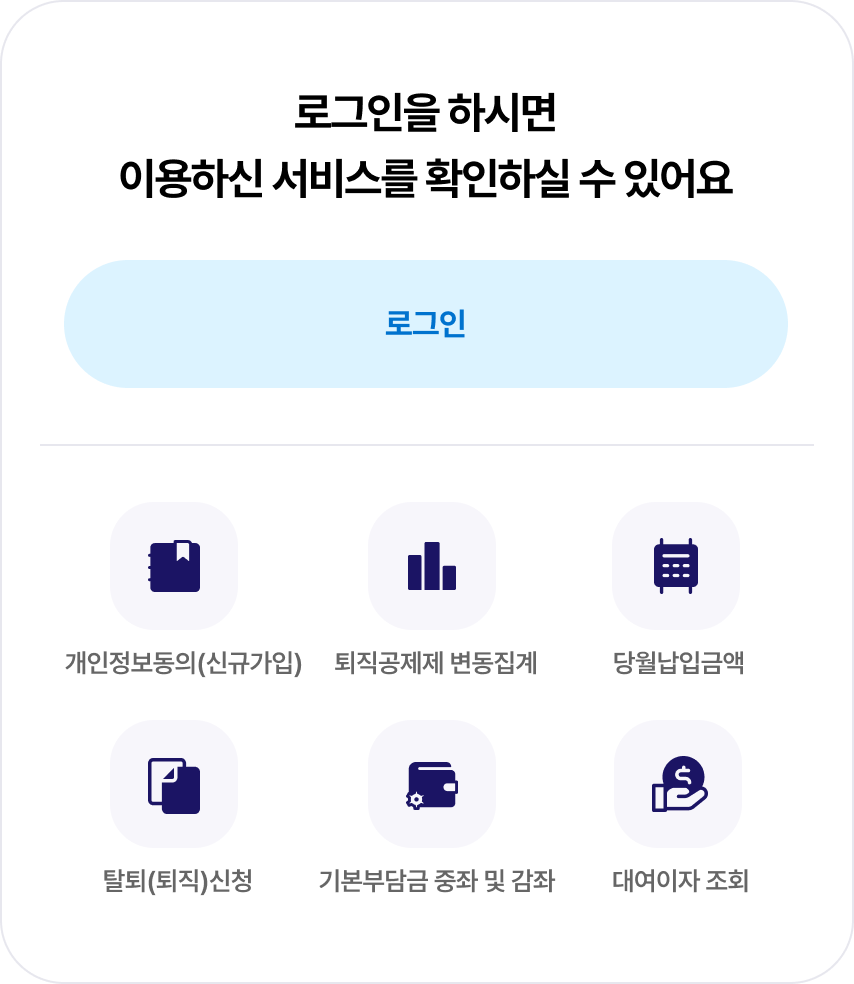 로그인을 하시면
이용하신 서비스를 확인하실 수 있어요
로그인
개인정보동의(신규가입)
퇴직공제제 변동집계
당월납입금액
탈퇴(퇴직)신청
기본부담금 중좌 및 감좌
대여이자 조회